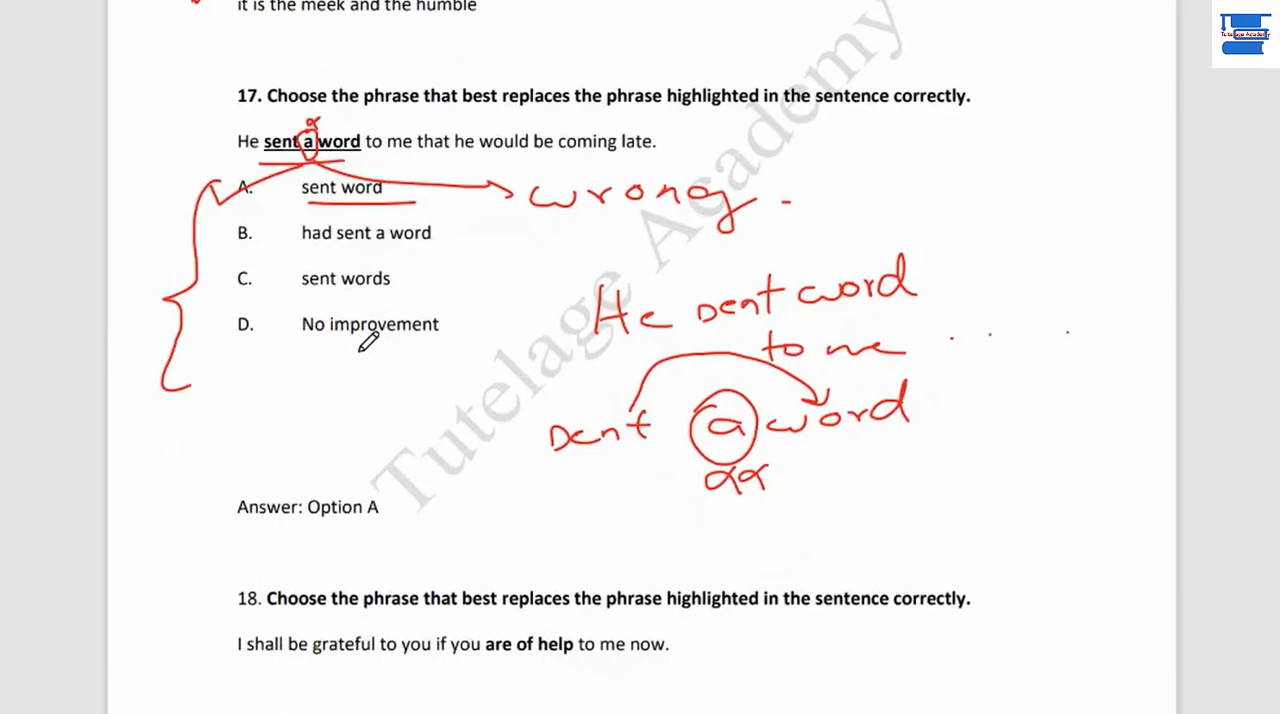 it is the meek and the humble
Tutelage Academy
17. Choose the phrase that best replaces the phrase highlighted in the sentence correctly.
He sent a word to me that he would be coming late.
A. sent word
wrong.
B. had sent a word
C. sent words
He sent word
D. No improvement
to me . . .
sent a word
Answer: Option A
Tutelage Academy
18. Choose the phrase that best replaces the phrase highlighted in the sentence correctly.
I shall be grateful to you if you are of help to me now.